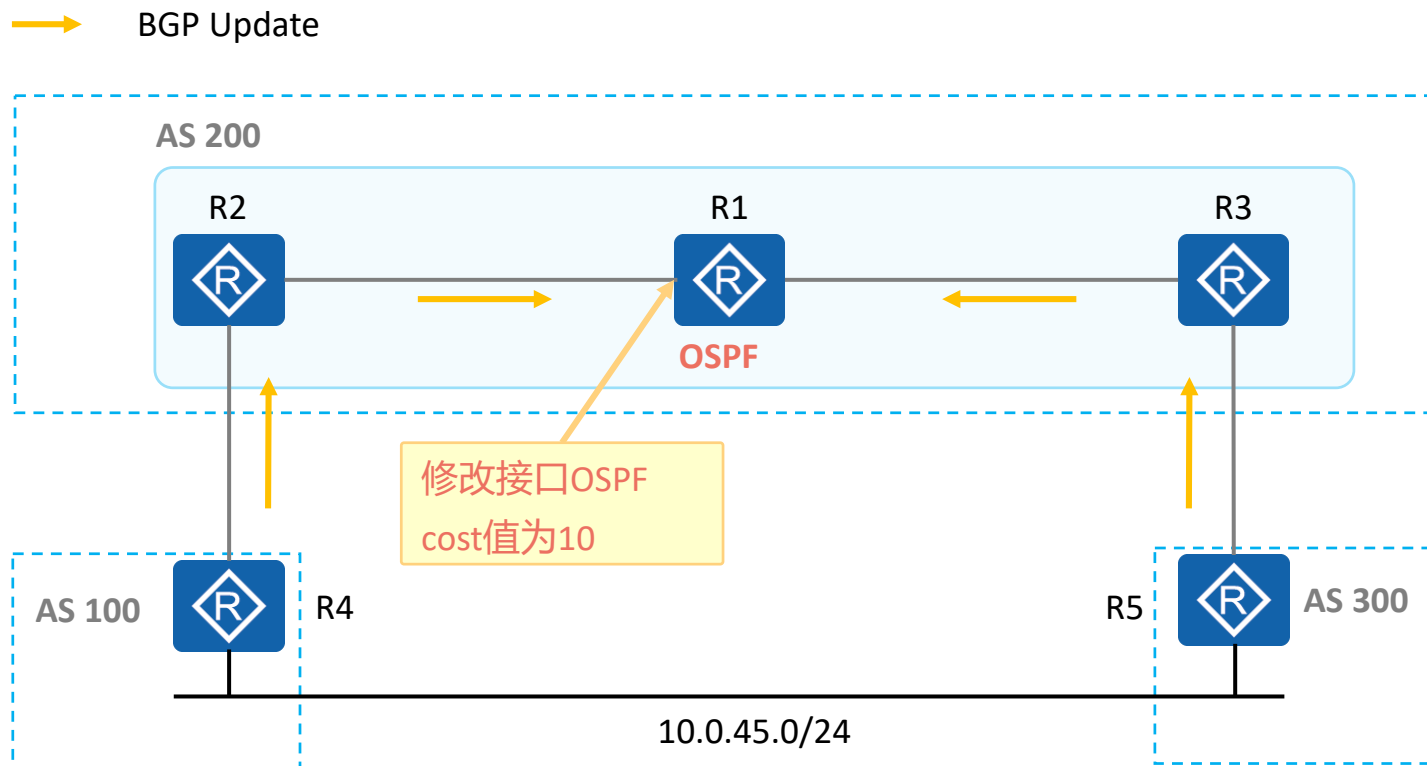 BGP Update
AS 200
R2
R1
R3
R
R
R
OSPF
修改接口OSPF
cost值为10
AS 100
R
R4
R5
R
AS 300
10.0.45.0/24